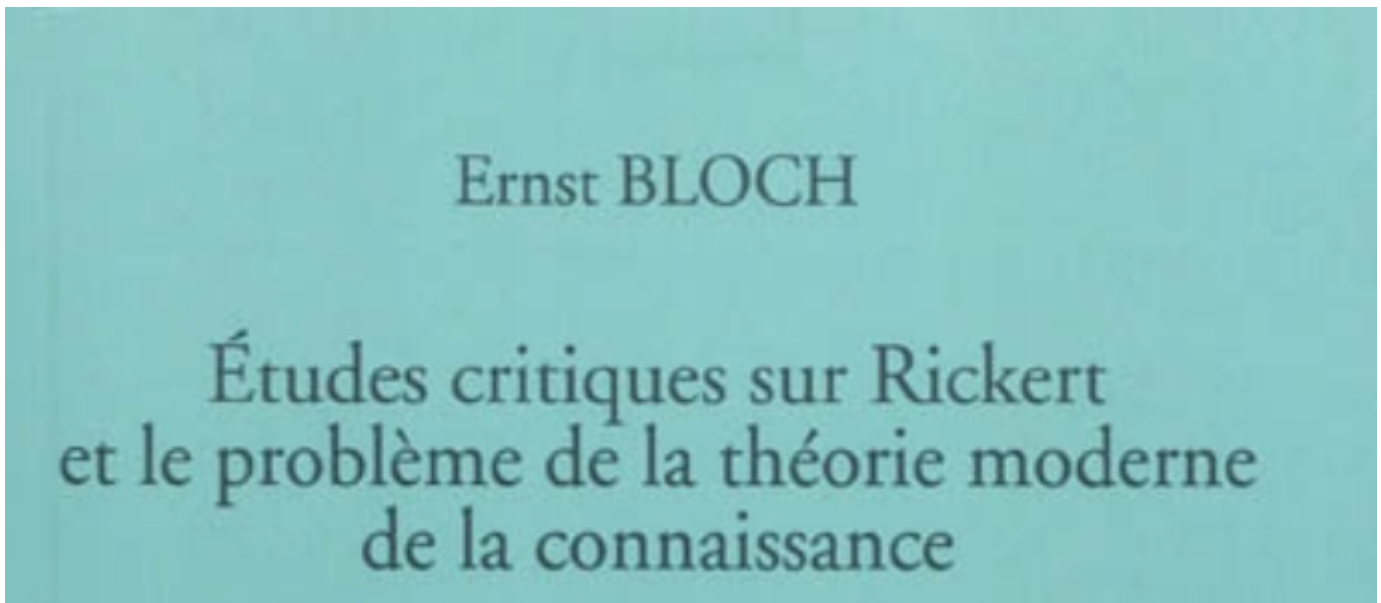 Ernst BLOCH
Études critiques sur Rickert
et le problème de la théorie moderne
de la connaissance